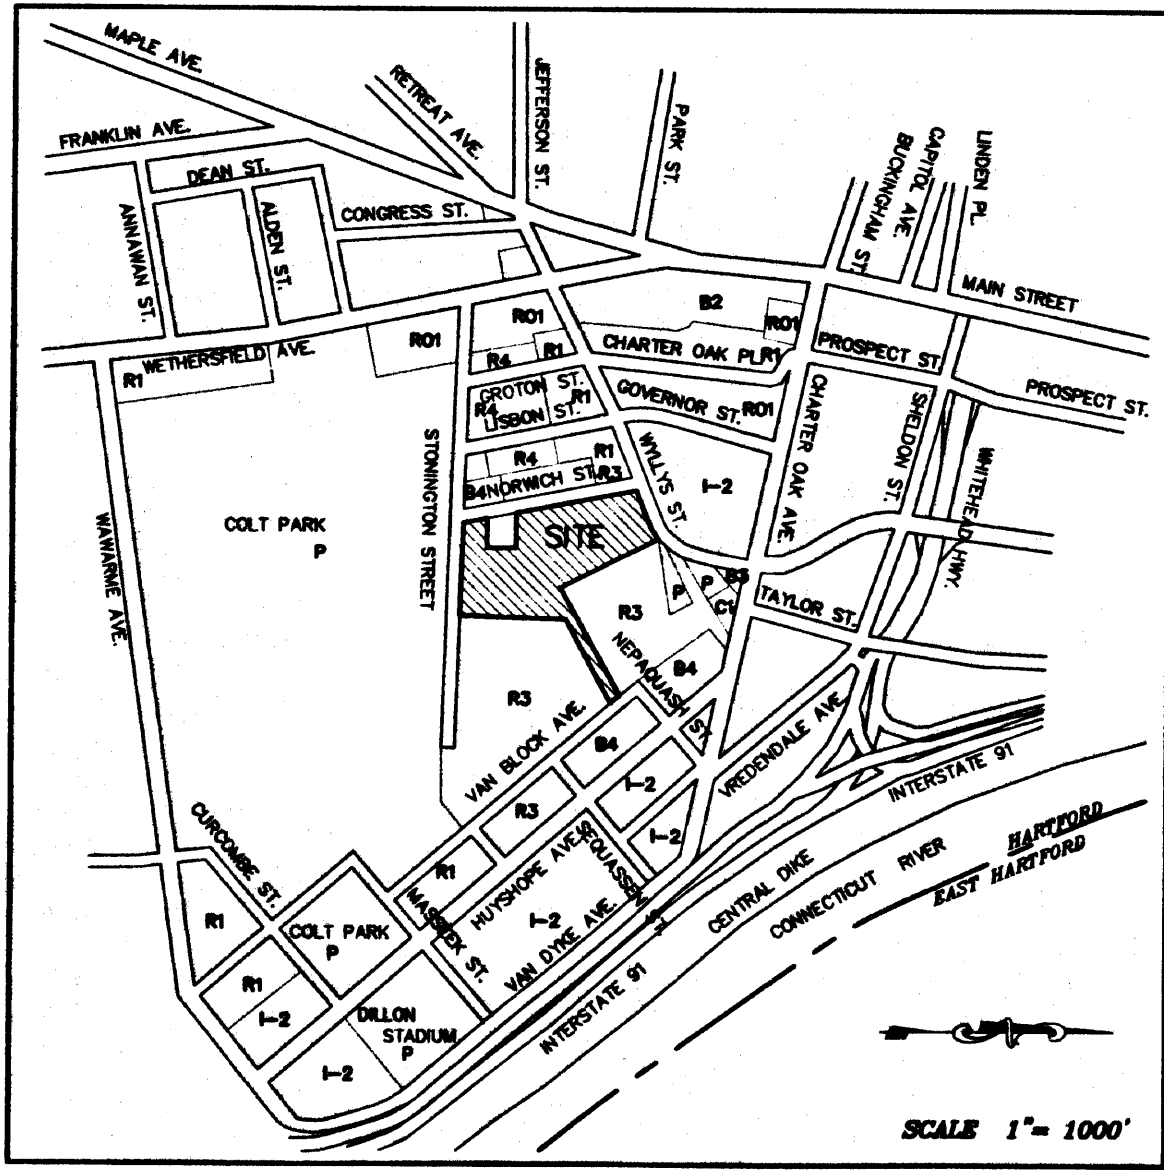 MAPLE AVE.
RETREAT AVE.
JEFFERSON ST.
PARK ST.
FRANKLIN AVE.
DEAN ST.
CONGRESS ST.
ANNAWAN ST.
ALDEN ST.
BUCKINGHAM ST.
CAPITOL AVE.
LINDEN PL.
MAIN STREET
B2
RO1
RO1
RO1
R1
WETHERSFIELD AVE.
R1
R4
R1
CHARTER OAK PL.
PROSPECT ST.
PROSPECT ST.
GROTON ST.
R4
R1
LISBON ST.
GOVERNOR ST.
RO1
CHARTER OAK AVE.
SHELDON ST.
WHITEHEAD HWY.
STONINGTON STREET
R4
R1
B4
NORWICH ST.
R3
WYLLYS ST.
I-2
COLT PARK
P
WAWARME AVE.
SITE
P
P
B3
C1
TAYLOR ST.
R3
NEPAQUASH ST.
B4
R3
VAN BLOCK AVE.
B4
I-2
VREDENDALE AVE.
INTERSTATE 91
R3
I-2
HARTFORD
EAST HARTFORD
CURCOMBE ST.
R1
HUYSHOPE AVE.
SEQUASSEN ST.
MASSEEK ST.
I-2
VAN DYKE AVE.
CENTRAL DIKE
CONNECTICUT RIVER
R1
COLT PARK
P
R1
I-2
DILLON
STADIUM
P
I-2
INTERSTATE 91
SCALE 1"= 1000'